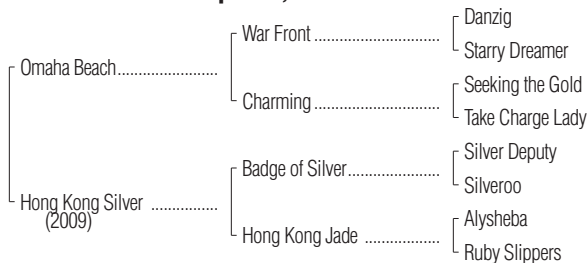 Omaha Beach......................
War Front ............................
Danzig
Starry Dreamer
Charming ............................
Seeking the Gold
Take Charge Lady
Hong Kong Silver ................
(2009)
Badge of Silver.....................
Silver Deputy
Silveroo
Hong Kong Jade .................
Alysheba
Ruby Slippers